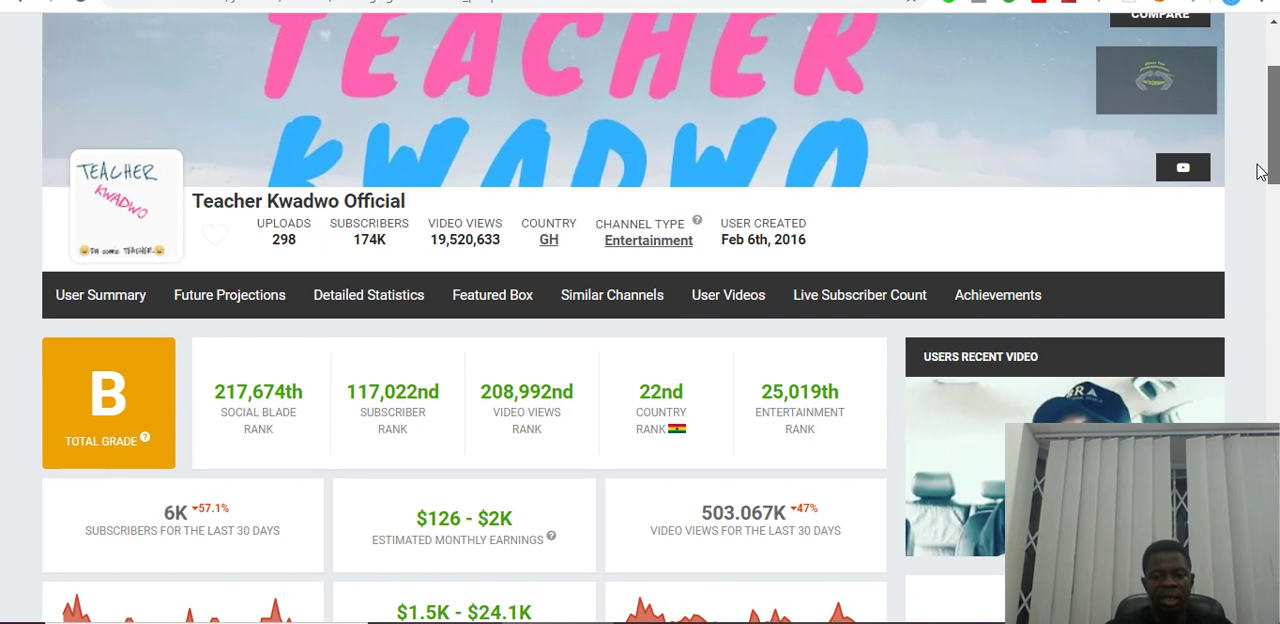 COMPARE
TEACHER
KWADWO
TEACHER
KWADWO
Teacher Kwadwo Official
UPLOADS
298
SUBSCRIBERS
174K
VIDEO VIEWS
19,520,633
COUNTRY
GH
CHANNEL TYPE ?
Entertainment
USER CREATED
Feb 6th, 2016
User Summary
Future Projections
Detailed Statistics
Featured Box
Similar Channels
User Videos
Live Subscriber Count
Achievements
B
TOTAL GRADE ?
217,674th
SOCIAL BLADE
RANK
117,022nd
SUBSCRIBER
RANK
208,992nd
VIDEO VIEWS
RANK
22nd
COUNTRY
RANK
25,019th
ENTERTAINMENT
RANK
USERS RECENT VIDEO
6K 57.1%
SUBSCRIBERS FOR THE LAST 30 DAYS
$126 - $2K
ESTIMATED MONTHLY EARNINGS ?
503.067K 47%
VIDEO VIEWS FOR THE LAST 30 DAYS
$1.5K - $24.1K